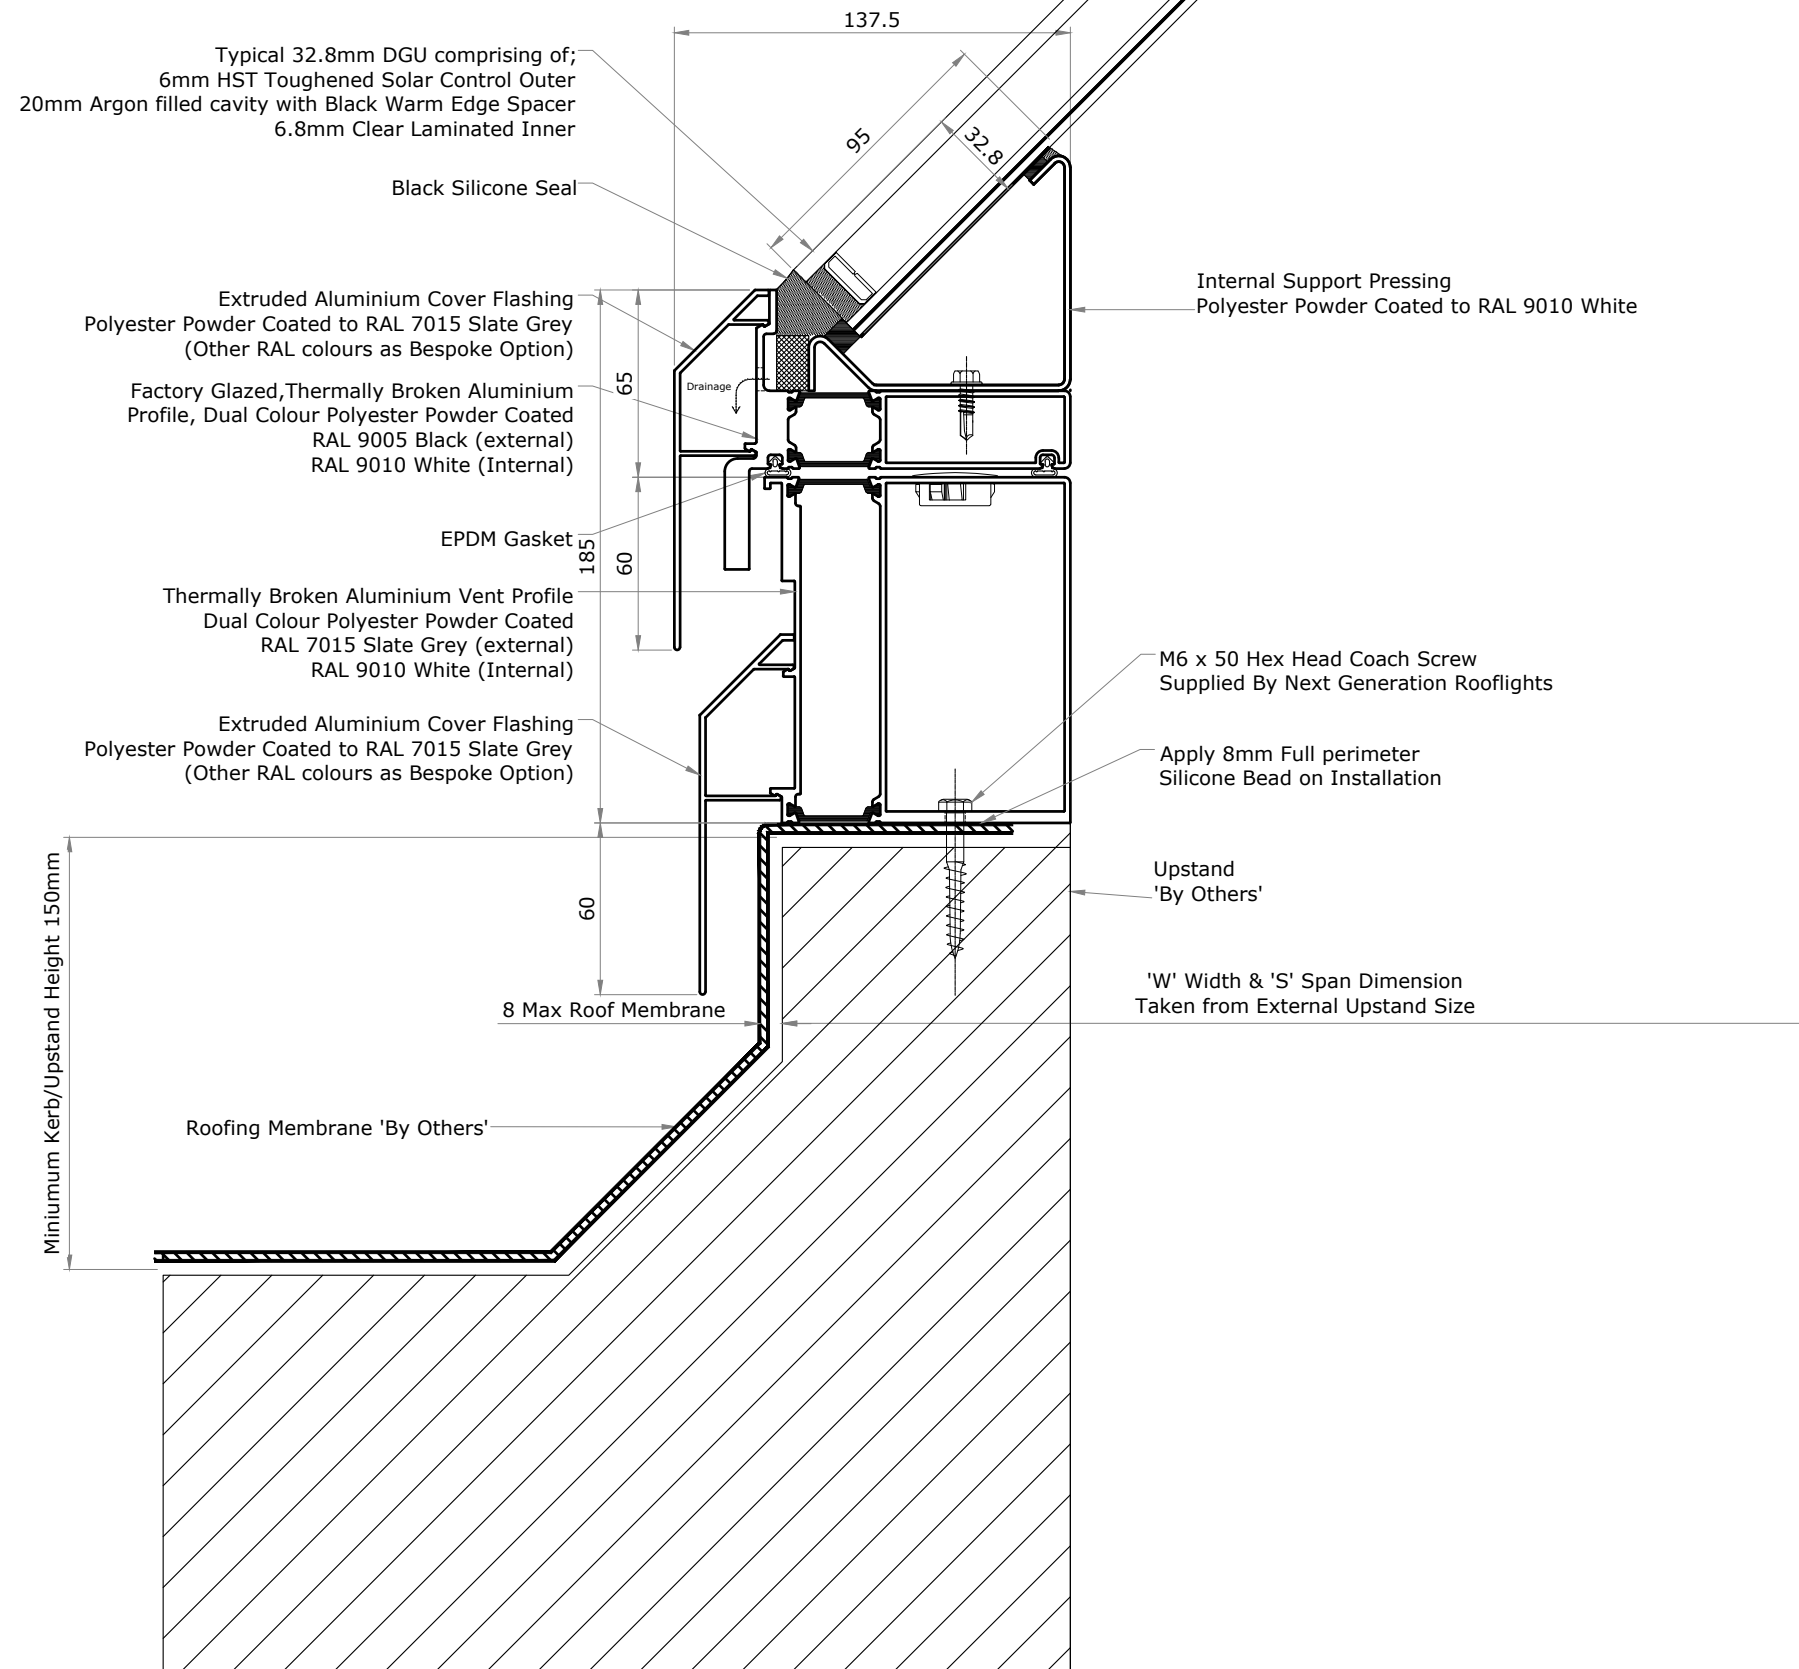 137.5
Typical 32.8mm DGU comprising of;
6mm HST Toughened Solar Control Outer
20mm Argon filled cavity with Black Warm Edge Spacer
6.8mm Clear Laminated Inner
95
32.8
Black Silicone Seal
Internal Support Pressing
Polyester Powder Coated to RAL 9010 White
Extruded Aluminium Cover Flashing
Polyester Powder Coated to RAL 7015 Slate Grey
(Other RAL colours as Bespoke Option)
65
Drainage
Factory Glazed,Thermally Broken Aluminium
Profile, Dual Colour Polyester Powder Coated
RAL 9005 Black (external)
RAL 9010 White (Internal)
EPDM Gasket
185
60
Thermally Broken Aluminium Vent Profile
Dual Colour Polyester Powder Coated
RAL 7015 Slate Grey (external)
RAL 9010 White (Internal)
M6 x 50 Hex Head Coach Screw
Supplied By Next Generation Rooflights
Extruded Aluminium Cover Flashing
Polyester Powder Coated to RAL 7015 Slate Grey
(Other RAL colours as Bespoke Option)
Apply 8mm Full perimeter
Silicone Bead on Installation
Upstand
'By Others'
60
Miniumum Kerb/Upstand Height 150mm
'W' Width & 'S' Span Dimension
Taken from External Upstand Size
8 Max Roof Membrane
Roofing Membrane 'By Others'